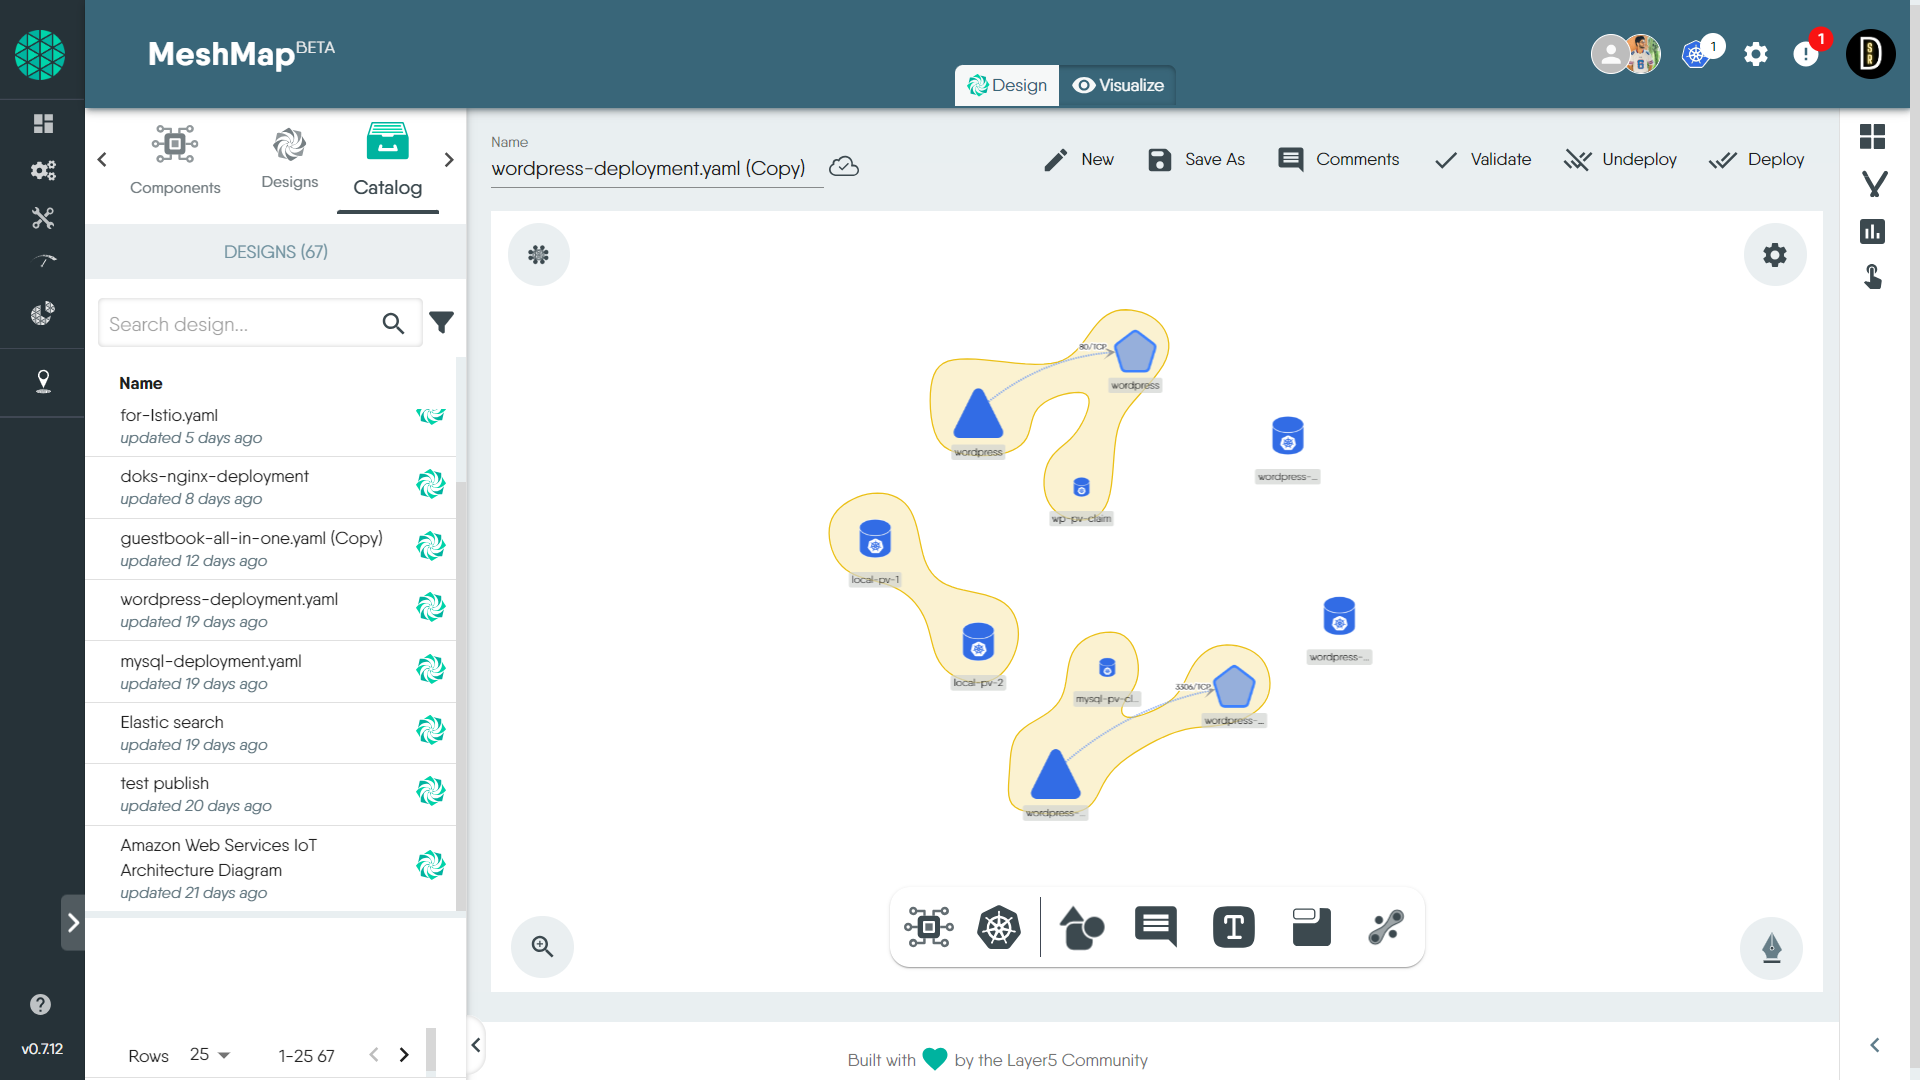 MeshMap BETA
Design
Visualize
1
1
D
SR
Components
Designs
Catalog
DESIGNS (67)
Search design...
Name
for-Istio.yaml
updated 5 days ago
doks-nginx-deployment
updated 8 days ago
guestbook-all-in-one.yaml (Copy)
updated 12 days ago
wordpress-deployment.yaml
updated 19 days ago
mysql-deployment.yaml
updated 19 days ago
Elastic search
updated 19 days ago
test publish
updated 20 days ago
Amazon Web Services IoT
Architecture Diagram
updated 21 days ago
Rows 25 1-25 67
v0.7.12
Name
wordpress-deployment.yaml (Copy)
New
Save As
Comments
Validate
Undeploy
Deploy
80/TCP
wordpress
wordpress
wordpress-...
wp-pv-claim
local-pv-1
local-pv-2
wordpress-...
mysql-pv-cl...
3306/TCP
wordpress-...
wordpress-...
T
Built with by the Layer5 Community